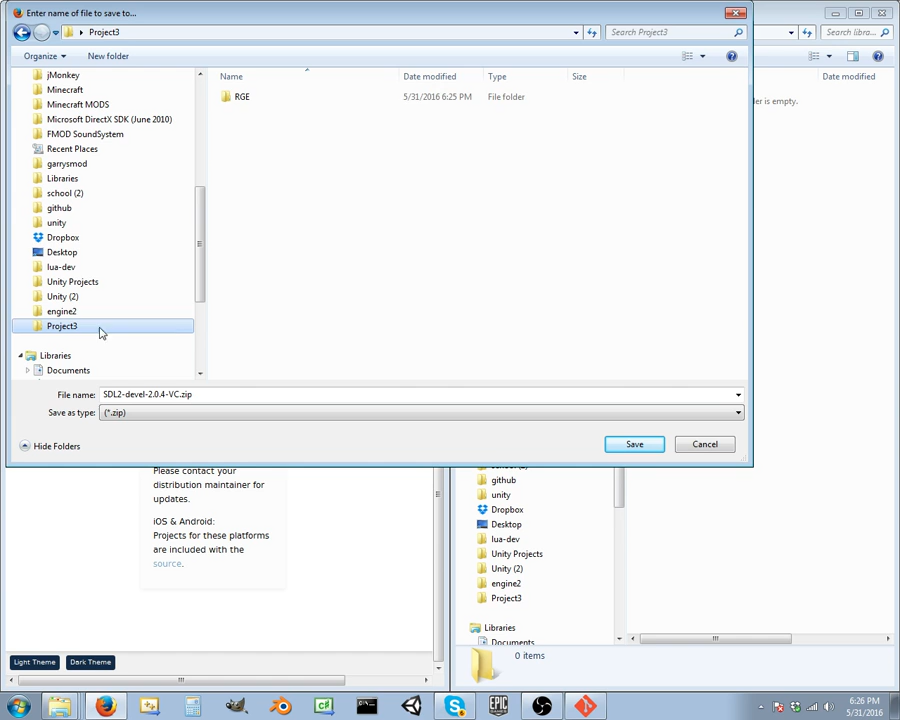 Enter name of file to save to...
Project3
Search Project3
Search libra...
Organize
New folder
jMonkey
Minecraft
Minecraft MODS
Microsoft DirectX SDK (June 2010)
FMOD SoundSystem
Recent Places
garrysmod
Libraries
school (2)
github
unity
Dropbox
Desktop
lua-dev
Unity Projects
Unity (2)
engine2
Project3
Libraries
Documents
Name
Date modified
Type
Size
RGE
5/31/2016 6:25 PM
File folder
Date modified
der is empty.
File name:
SDL2-devel-2.0.4-VC.zip
Save as type:
(*.zip)
Hide Folders
Save
Cancel
Please contact your
distribution maintainer for
updates.
iOS & Android:
Projects for these platforms
are included with the
source.
Light Theme
Dark Theme
github
unity
Dropbox
Desktop
lua-dev
Unity Projects
Unity (2)
engine2
Project3
Libraries
Documents
0 items
EPIC
GAMES
6:26 PM
5/31/2016